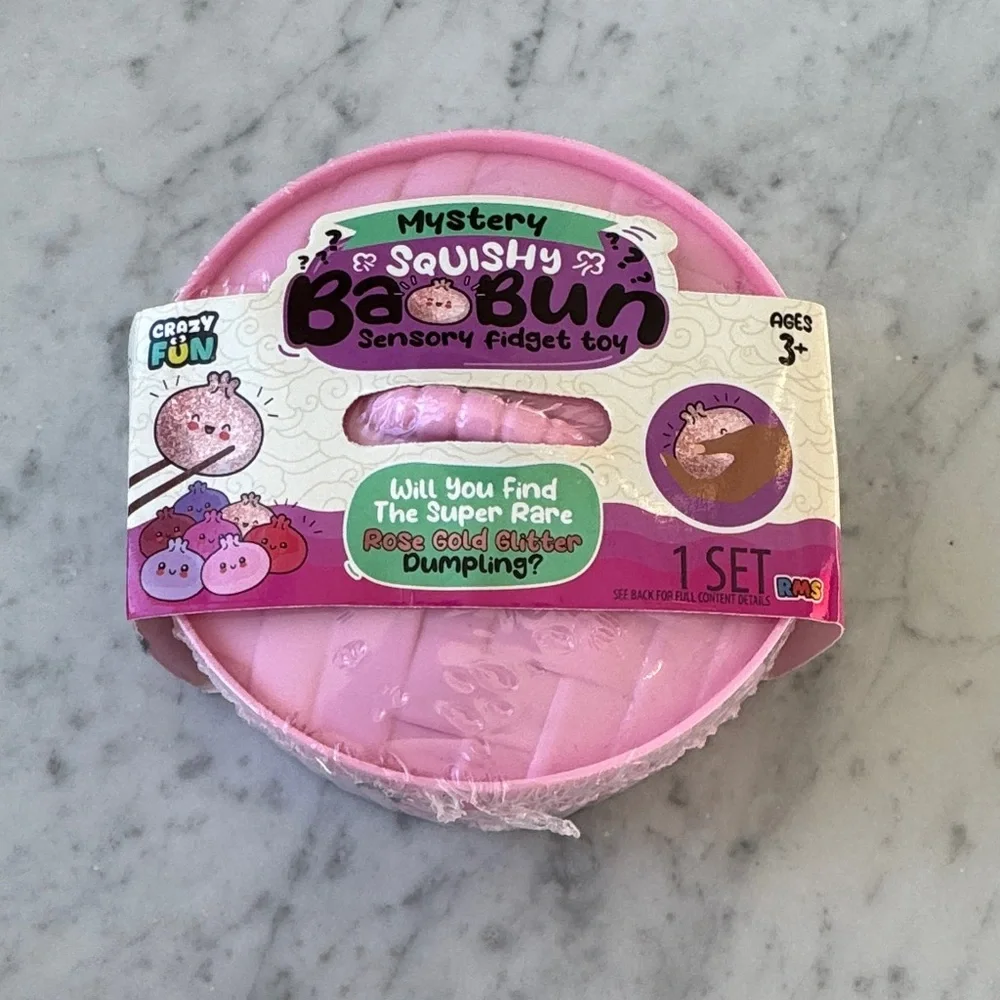 Mystery
SQUISHy
BaoBun
Sensory fidget toy
CRAZY
FUN
AGES
3+
Will you find
The Super Rare
Rose Gold Glitter
Dumpling?
1 SET
SEE BACK FOR FULL CONTENT DETAILS
RMS